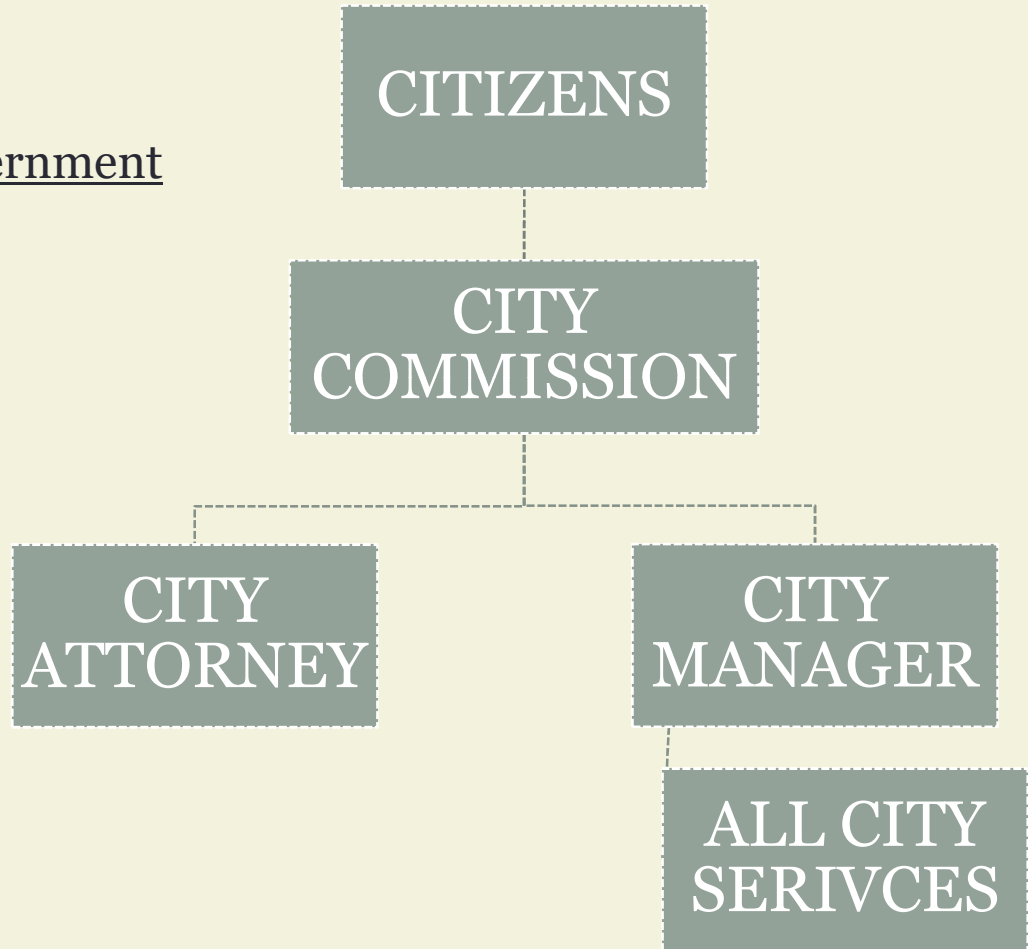 CITIZENS
ernment
CITY
COMMISSION
CITY
ATTORNEY
CITY
MANAGER
ALL CITY
SERIVCES